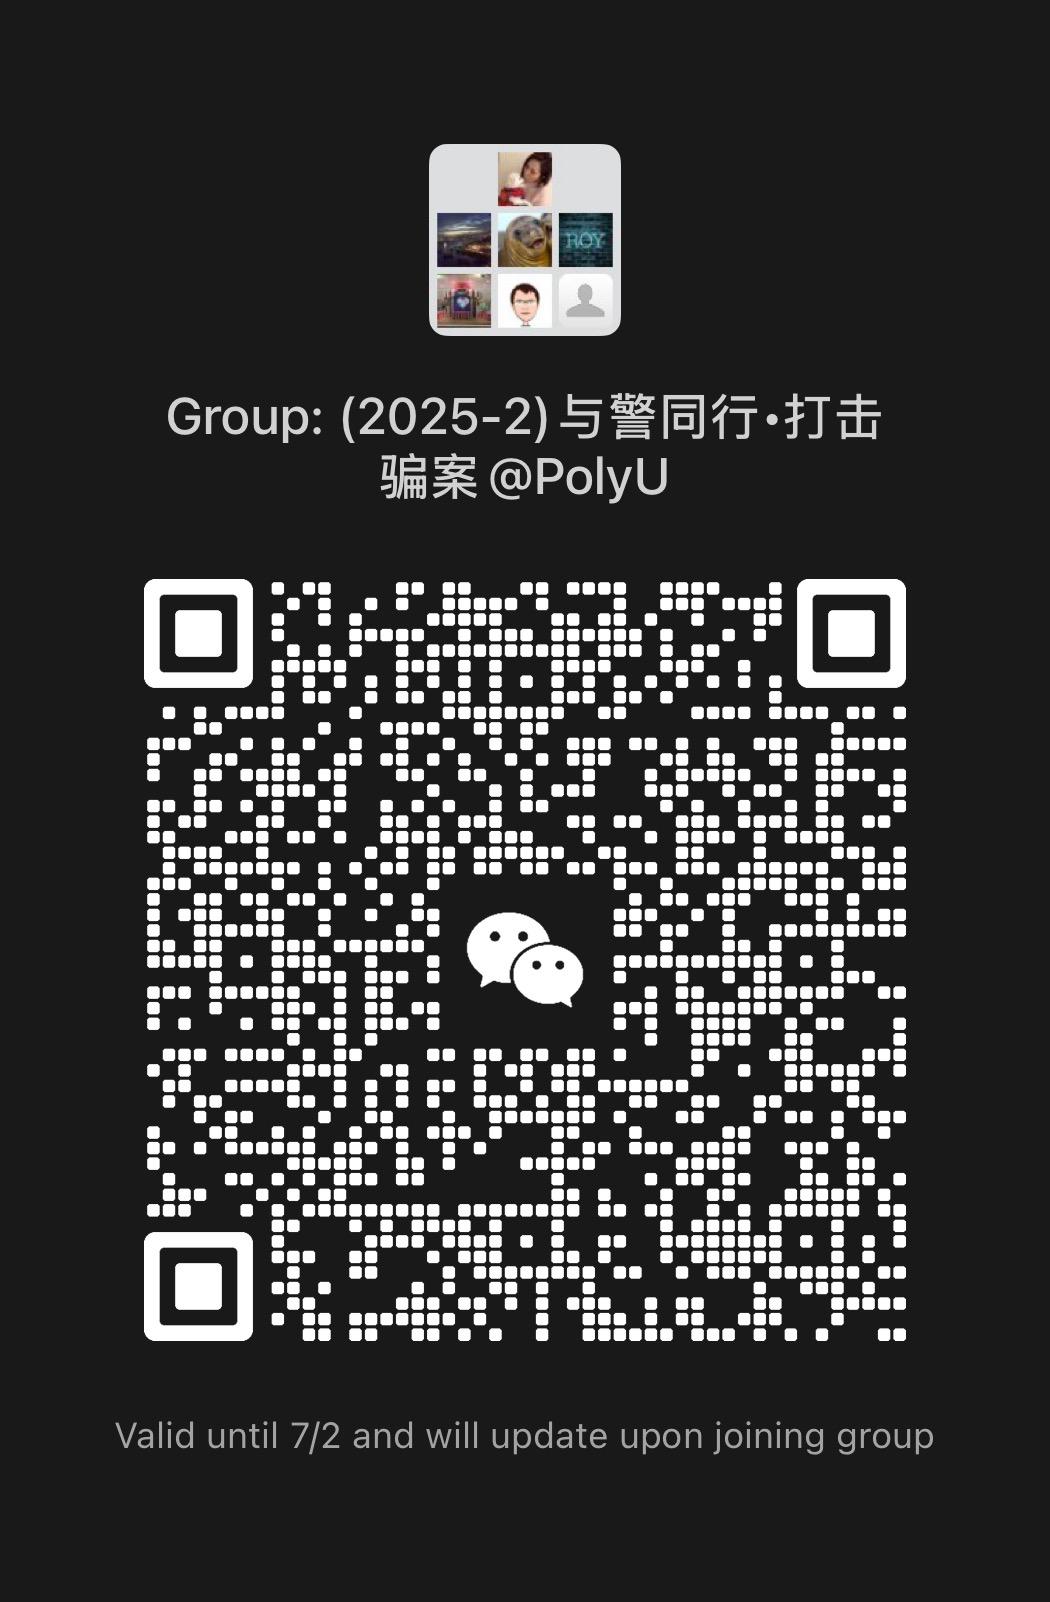 ROY
Group: (2025-2)与警同行•打击
骗案@PolyU
Valid until 7/2 and will update upon joining group